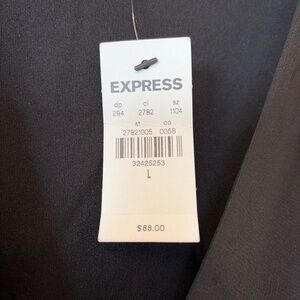 EXPRESS
dp cl sz
294 2782 1104
st co
27821005 0058
32425253
L
$88.00